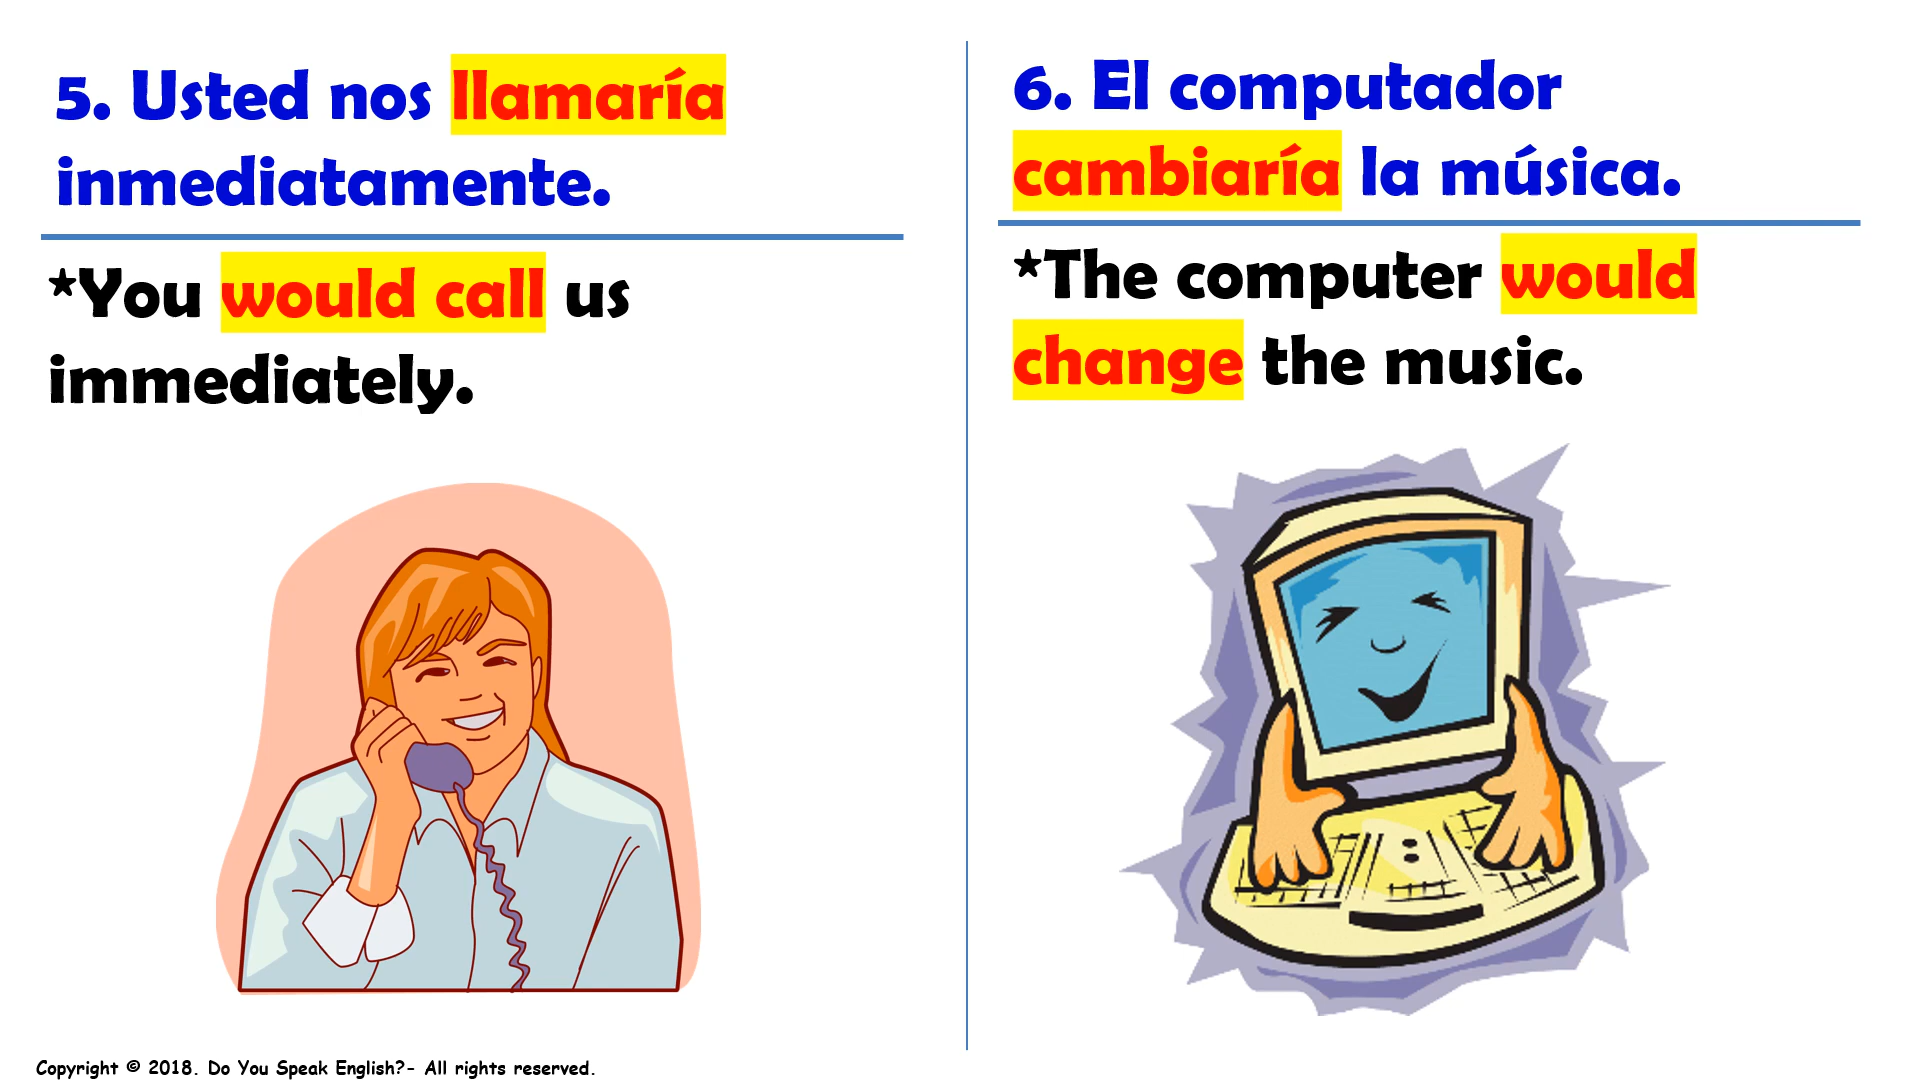 5. Usted nos llamaría
inmediatamente.
*You would call us
immediately.
6. El computador
cambiaría la música.
*The computer would
change the music.
Copyright © 2018. Do You Speak English?- All rights reserved.